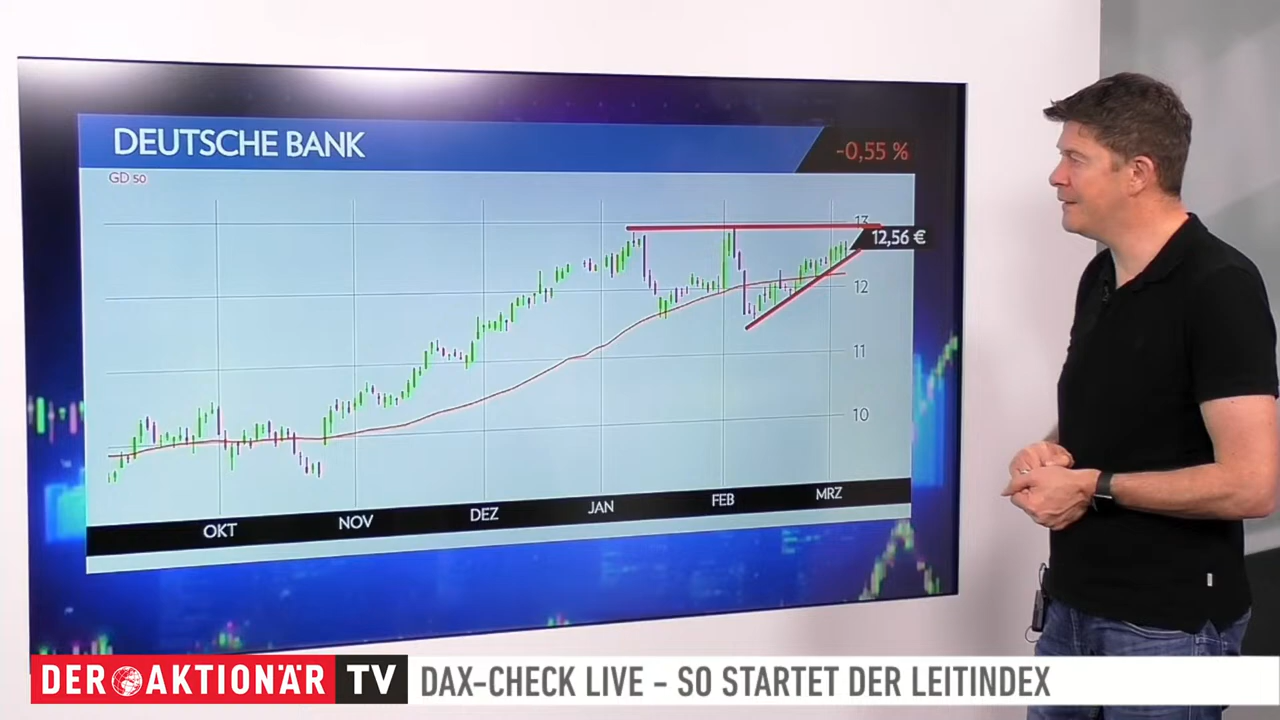 DEUTSCHE BANK
-0,55 %
GD 50
13
12,56 €
12
11
10
OKT NOV DEZ JAN FEB MRZ
DER AKTIONÄR TV
DAX-CHECK LIVE - SO STARTET DER LEITINDEX